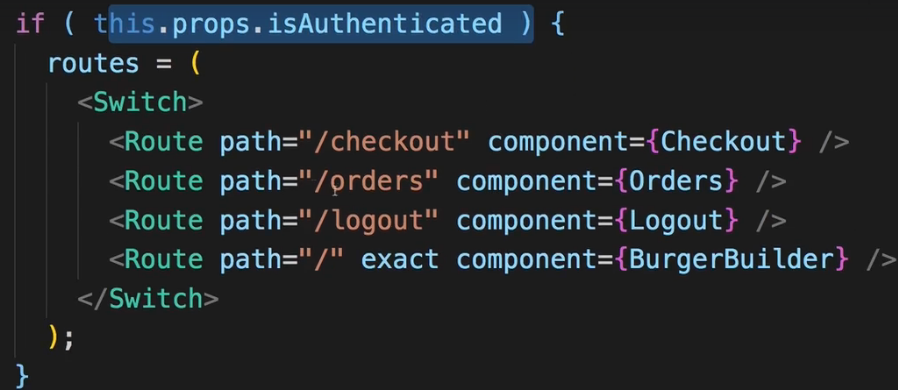 if ( this.props.isAuthenticated ) {
routes = (
<Switch>
<Route path="/checkout" component={Checkout} />
<Route path="/orders" component={Orders} />
<Route path="/logout" component={Logout} />
<Route path="/" exact component={BurgerBuilder} />
</Switch>
);
}